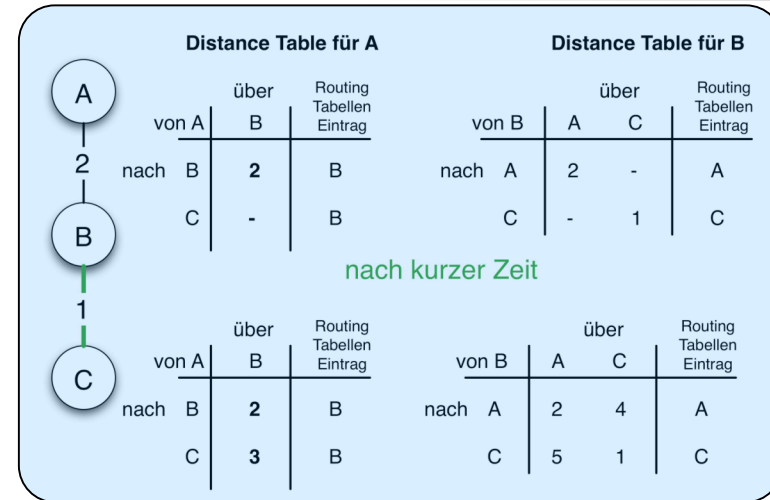 Distance Table für A
Distance Table für B
A
2
B
1
C
über
Routing
Tabellen
Eintrag
von A B
nach B 2 B
C - B
über
Routing
Tabellen
Eintrag
von B A C
nach A 2 - A
C - 1 C
nach kurzer Zeit
über
Routing
Tabellen
Eintrag
von A B
nach B 2 B
C 3 B
über
Routing
Tabellen
Eintrag
von B A C
nach A 2 4 A
C 5 1 C